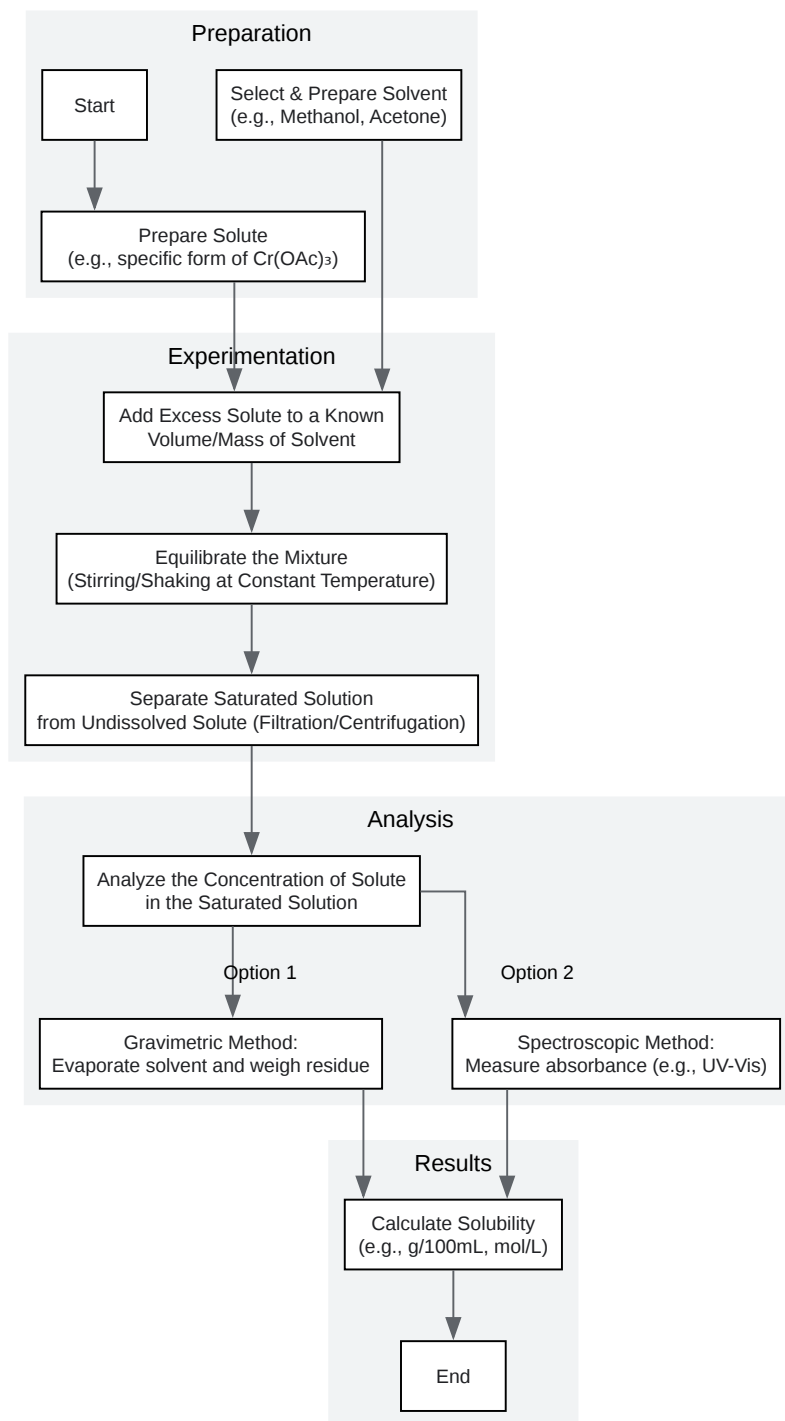 Preparation
Start
Select & Prepare Solvent
(e.g., Methanol, Acetone)
Prepare Solute
(e.g., specific form of Cr(OAc)₃)
Experimentation
Add Excess Solute to a Known
Volume/Mass of Solvent
Equilibrate the Mixture
(Stirring/Shaking at Constant Temperature)
Separate Saturated Solution
from Undissolved Solute (Filtration/Centrifugation)
Analysis
Analyze the Concentration of Solute
in the Saturated Solution
Option 1
Option 2
Gravimetric Method:
Evaporate solvent and weigh residue
Spectroscopic Method:
Measure absorbance (e.g., UV-Vis)
Results
Calculate Solubility
(e.g., g/100mL, mol/L)
End